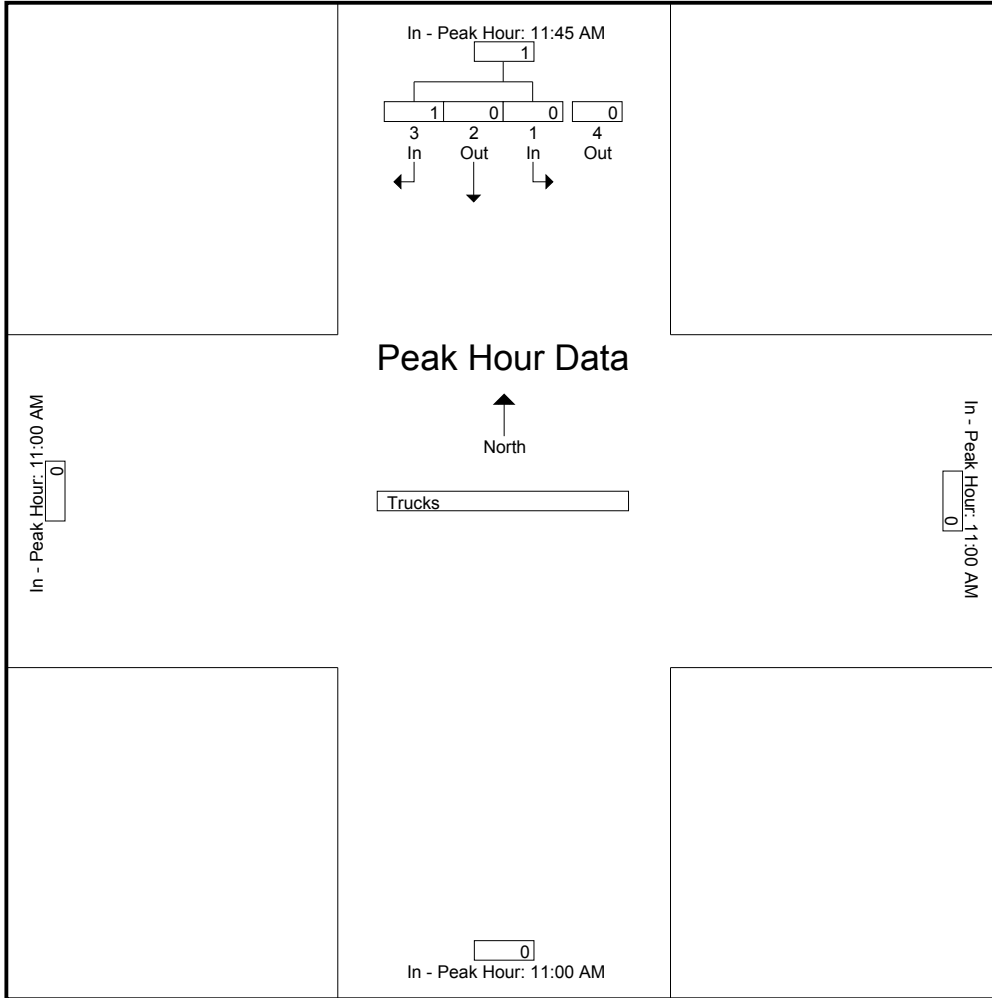 In - Peak Hour: 11:45 AM
1
1 0 0 0
3 2 1 4
In Out In Out
Peak Hour Data
North
Trucks
In - Peak Hour: 11:00 AM
0
0
In - Peak Hour: 11:00 AM
0
In - Peak Hour: 11:00 AM